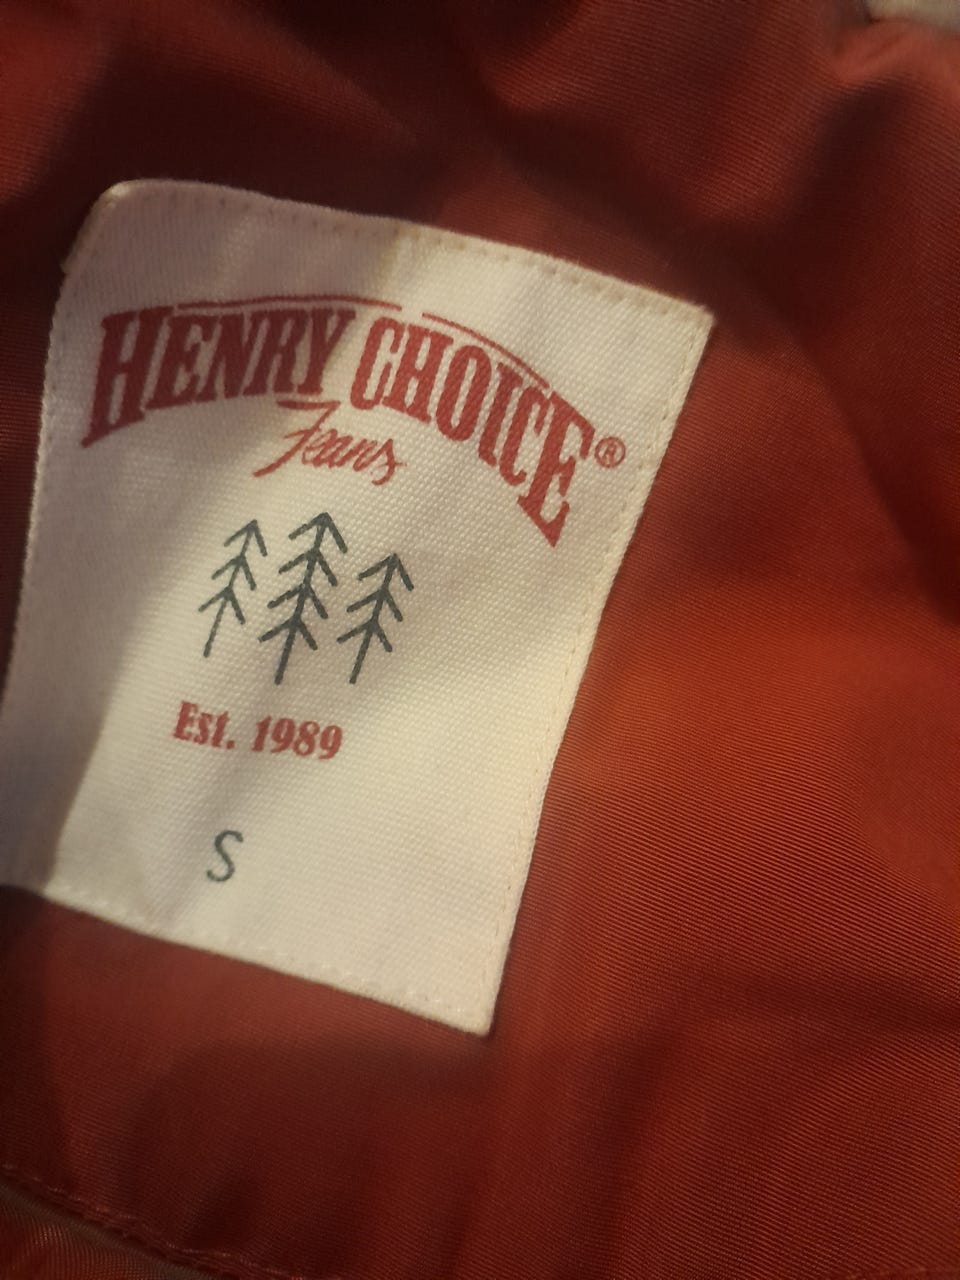 HENRY CHOICE®
Jeans
Est. 1989
S